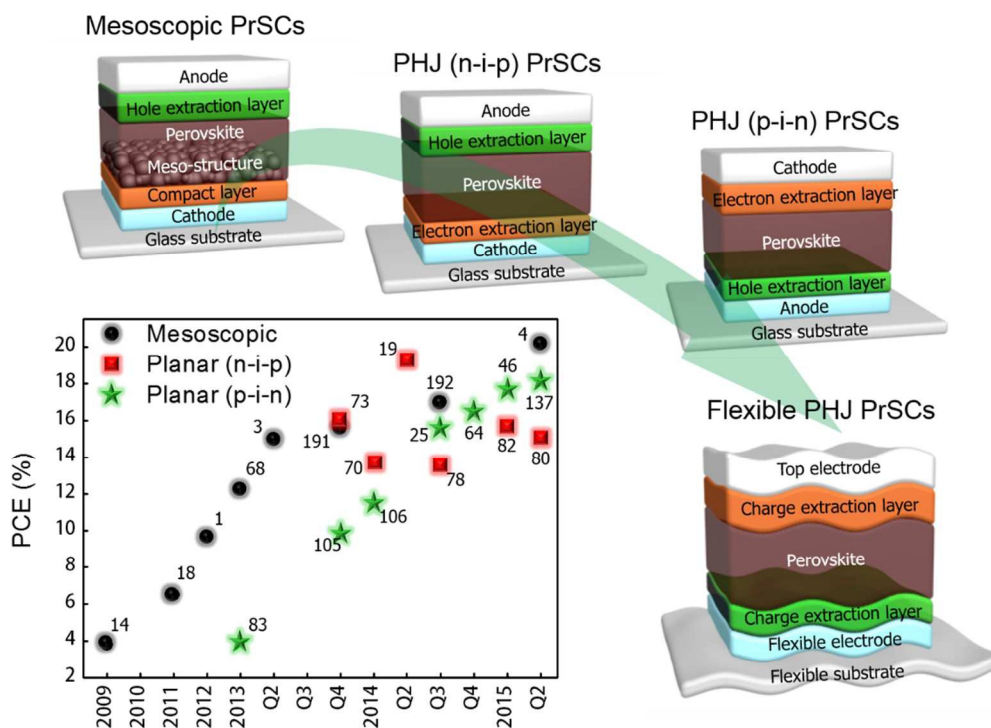 Mesoscopic PrSCs
Anode
Hole extraction layer
Perovskite
Meso-structure
Compact layer
Cathode
Glass substrate
PHJ (n-i-p) PrSCs
Anode
Hole extraction layer
Perovskite
Electron extraction layer
Cathode
Glass substrate
PHJ (p-i-n) PrSCs
Cathode
Electron extraction layer
Perovskite
Hole extraction layer
Anode
Glass substrate
Flexible PHJ PrSCs
Top electrode
Charge extraction layer
Perovskite
Charge extraction layer
Flexible electrode
Flexible substrate
Mesoscopic
Planar (n-i-p)
Planar (p-i-n)
PCE (%)
20
18
16
14
12
10
8
6
4
2
14
18
1
68
3
191
73
70
19
192
25
78
64
46
82
4
137
80
105
106
83
2009
2010
2011
2012
2013
Q2
Q3
Q4
2014
Q2
Q3
Q4
2015
Q2